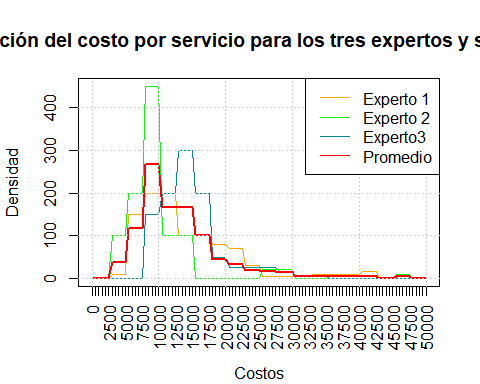 ción del costo por servicio para los tres expertos y s
Experto 1
Experto 2
Experto3
Promedio
Densidad
400
300
200
100
0
0 2500 5000 7500 10000 12500 15000 17500 20000 22500 25000 27500 30000 32500 35000 37500 40000 42500 45000 47500 50000
Costos